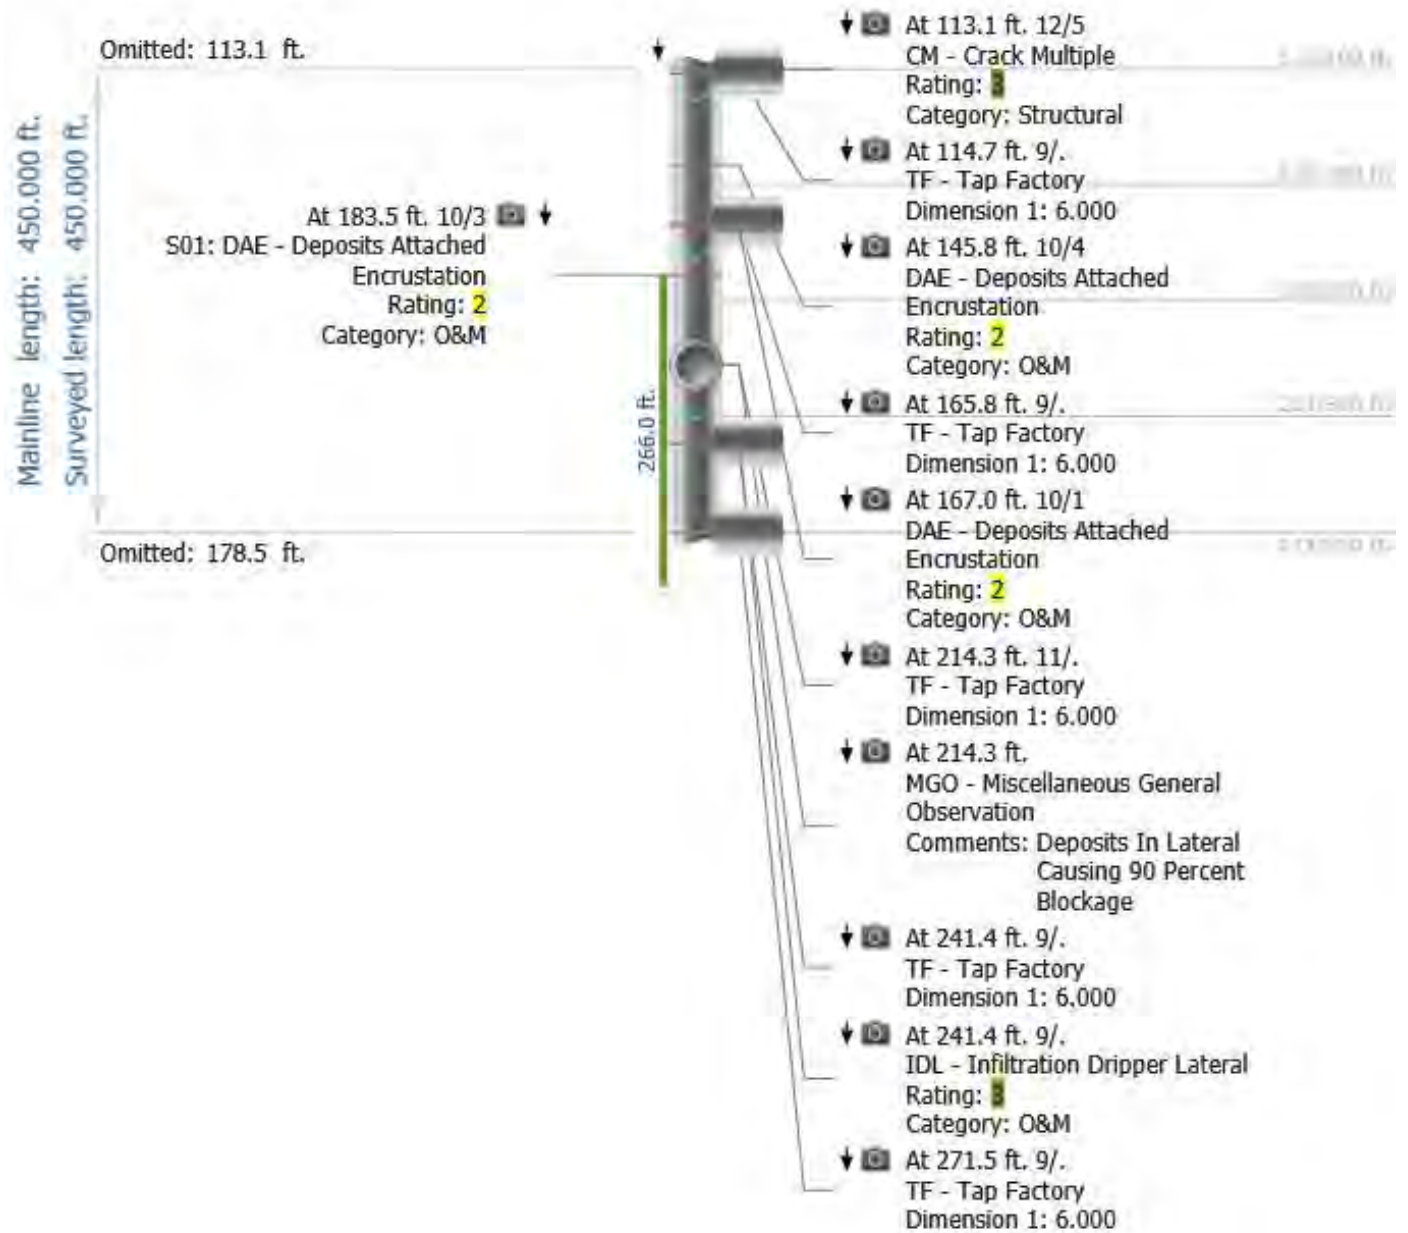 Omitted: 113.1 ft.
Mainline length: 450.000 ft.
Surveyed length: 450.000 ft.
Omitted: 178.5 ft.
At 183.5 ft. 10/3
S01: DAE - Deposits Attached
Encrustation
Rating: 2
Category: O&M
266.0 ft.
At 113.1 ft. 12/5
CM - Crack Multiple
Rating: 3
Category: Structural
At 114.7 ft. 9/.
TF - Tap Factory
Dimension 1: 6.000
At 145.8 ft. 10/4
DAE - Deposits Attached
Encrustation
Rating: 2
Category: O&M
At 165.8 ft. 9/.
TF - Tap Factory
Dimension 1: 6.000
At 167.0 ft. 10/1
DAE - Deposits Attached
Encrustation
Rating: 2
Category: O&M
At 214.3 ft. 11/.
TF - Tap Factory
Dimension 1: 6.000
At 214.3 ft.
MGO - Miscellaneous General
Observation
Comments: Deposits In Lateral
Causing 90 Percent
Blockage
At 241.4 ft. 9/.
TF - Tap Factory
Dimension 1: 6.000
At 241.4 ft. 9/.
IDL - Infiltration Dripper Lateral
Rating: 3
Category: O&M
At 271.5 ft. 9/.
TF - Tap Factory
Dimension 1: 6.000